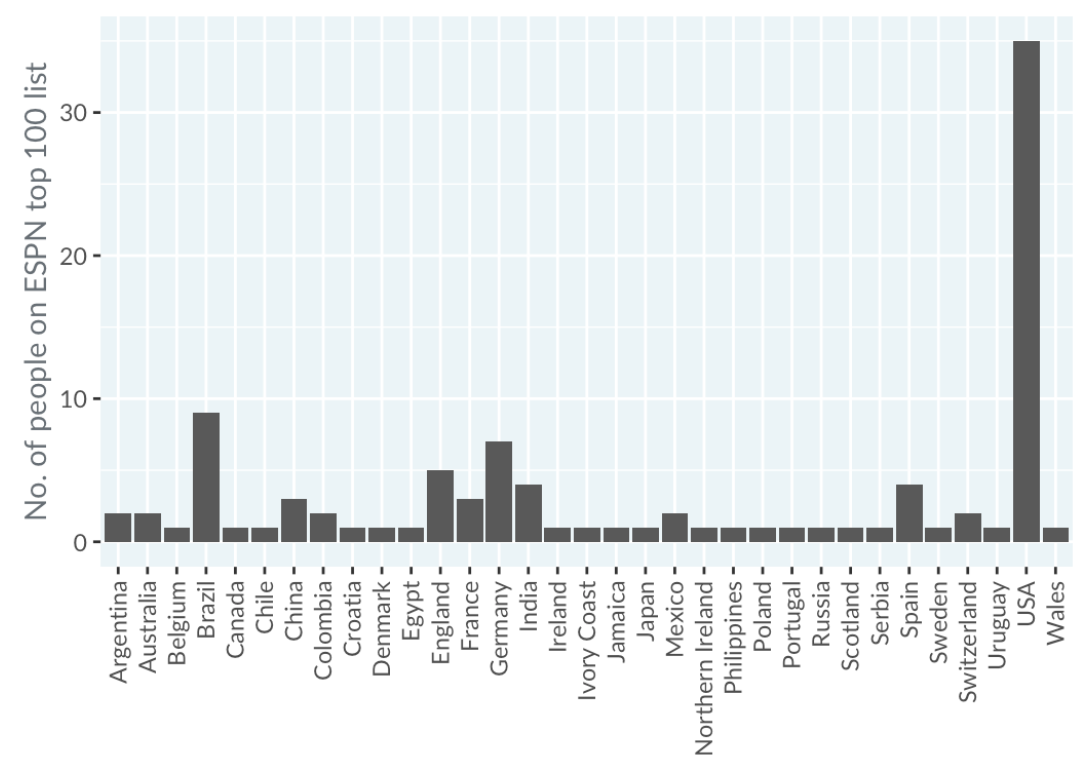 No. of people on ESPN top 100 list
30
20
10
0
Argentina
Australia
Belgium
Brazil
Canada
Chile
China
Colombia
Croatia
Denmark
Egypt
England
France
Germany
India
Ireland
Ivory Coast
Jamaica
Japan
Mexico
Northern Ireland
Philippines
Poland
Portugal
Russia
Scotland
Serbia
Spain
Sweden
Switzerland
Uruguay
USA
Wales